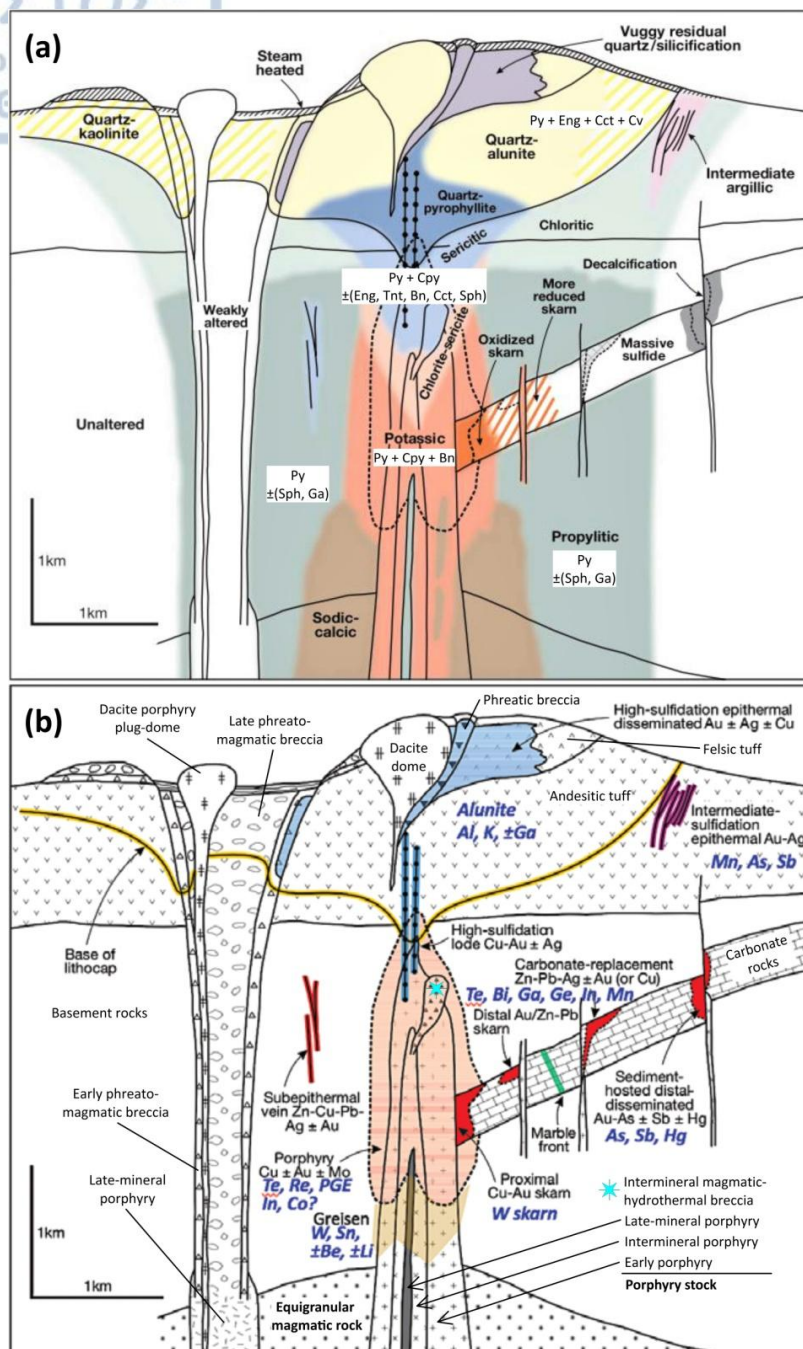 (a)
Steam
heated
Vuggy residual
quartz/silicification
Quartz-
kaolinite
Py + Eng + Cct + Cv
Quartz-
alunite
Intermediate
argillic
Quartz-
pyrophyllite
Chloritic
Sericitic
Decalcification
Py + Cpy
±(Eng, Tnt, Bn, Cct, Sph)
More
reduced
skarn
Weakly
altered
Chlorite-sericite
Oxidized
skarn
Massive
sulfide
Unaltered
Potassic
Py + Cpy + Bn
Py
±(Sph, Ga)
Propylitic
Py
±(Sph, Ga)
1km
1km
Sodic-
calcic
(b)
Dacite porphyry
plug-dome
Late phreato-
magmatic breccia
Phreatic breccia
High-sulfidation epithermal
disseminated Au ± Ag ± Cu
Dacite
dome
Felsic tuff
Alunite
Al, K, ±Ga
Andesitic tuff
Intermediate-
sulfidation
epithermal Au-Ag
Mn, As, Sb
Base of
lithocap
High-sulfidation
lode Cu-Au ± Ag
Carbonate
rocks
Carbonate-replacement
Zn-Pb-Ag ± Au (or Cu)
Te, Bi, Ga, Ge, In, Mn
Basement rocks
Distal Au/Zn-Pb
skarn
Subepithermal
vein Zn-Cu-Pb-
Ag ± Au
Marble
front
Sediment-
hosted distal-
disseminated
Au-As ± Sb ± Hg
As, Sb, Hg
Early phreato-
magmatic breccia
Porphyry
Cu ± Au ± Mo
Te, Re, PGE
In, Co?
Proximal
Cu-Au skarn
W skarn
Late-mineral
porphyry
Greisen
W, Sn,
±Be, ±Li
Intermineral magmatic-
hydrothermal breccia
Late-mineral porphyry
Intermineral porphyry
Early porphyry
Porphyry stock
1km
1km
Equigranular
magmatic rock